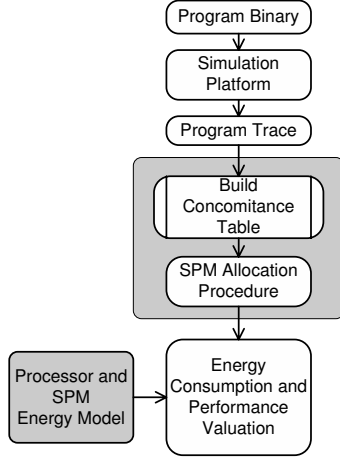 Program Binary
Simulation
Platform
Program Trace
Build
Concomitance
Table
SPM Allocation
Procedure
Processor and
SPM
Energy Model
Energy
Consumption and
Performance
Valuation